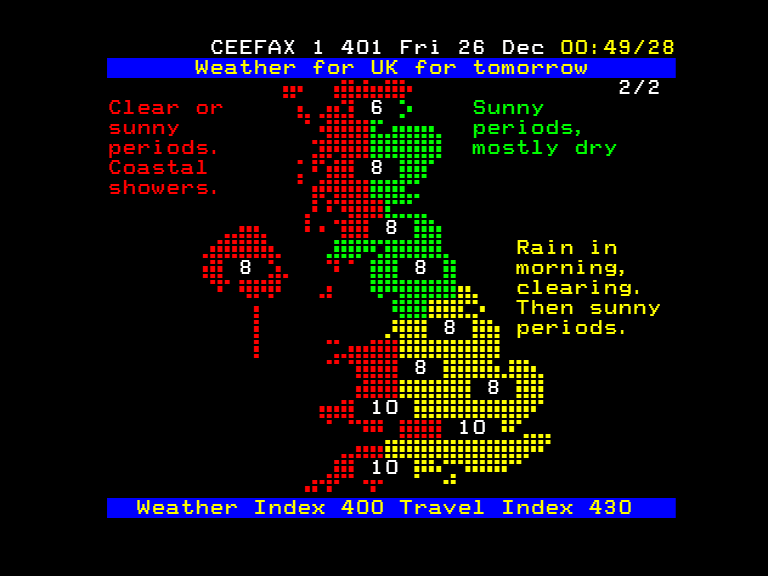 CEEFAX 1 401 Fri 26 Dec 00:49/28
Weather for UK for tomorrow
2/2
Clear or
sunny
periods.
Coastal
showers.
Sunny
periods,
mostly dry
6
8
8
8
8
Rain in
morning,
clearing.
Then sunny
periods.
8
8
8
10
10
10
Weather Index 400 Travel Index 430